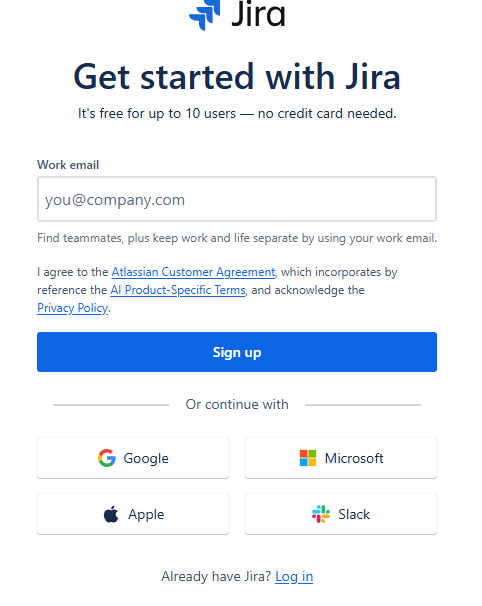 Jira
Get started with Jira
It's free for up to 10 users — no credit card needed.
Work email
you@company.com
Find teammates, plus keep work and life separate by using your work email.
I agree to the Atlassian Customer Agreement, which incorporates by
reference the AI Product-Specific Terms, and acknowledge the
Privacy Policy.
Sign up
Or continue with
Google
Microsoft
Apple
Slack
Already have Jira? Log in